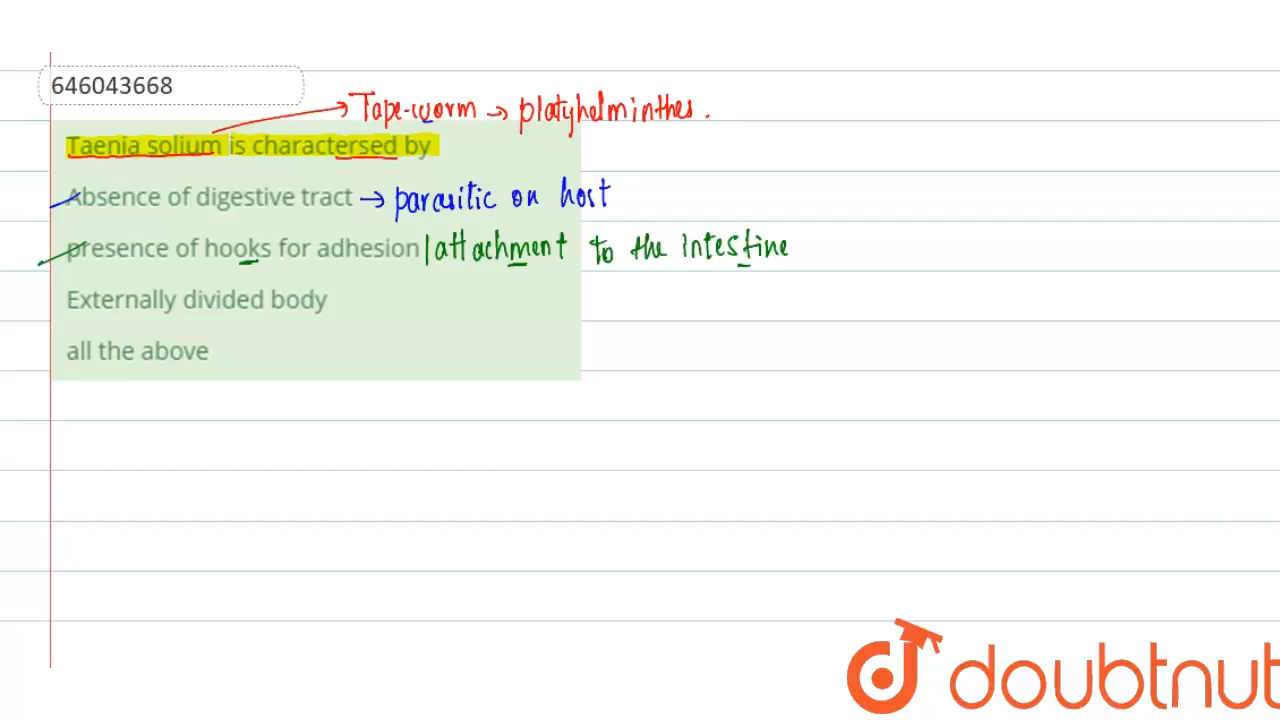 646043668
Tape-worm → platyhelminthes.
Taenia solium is charactersed by
Absence of digestive tract → parasitic on host
presence of hooks for adhesion | attachment to the intestine
Externally divided body
all the above
doubtnut